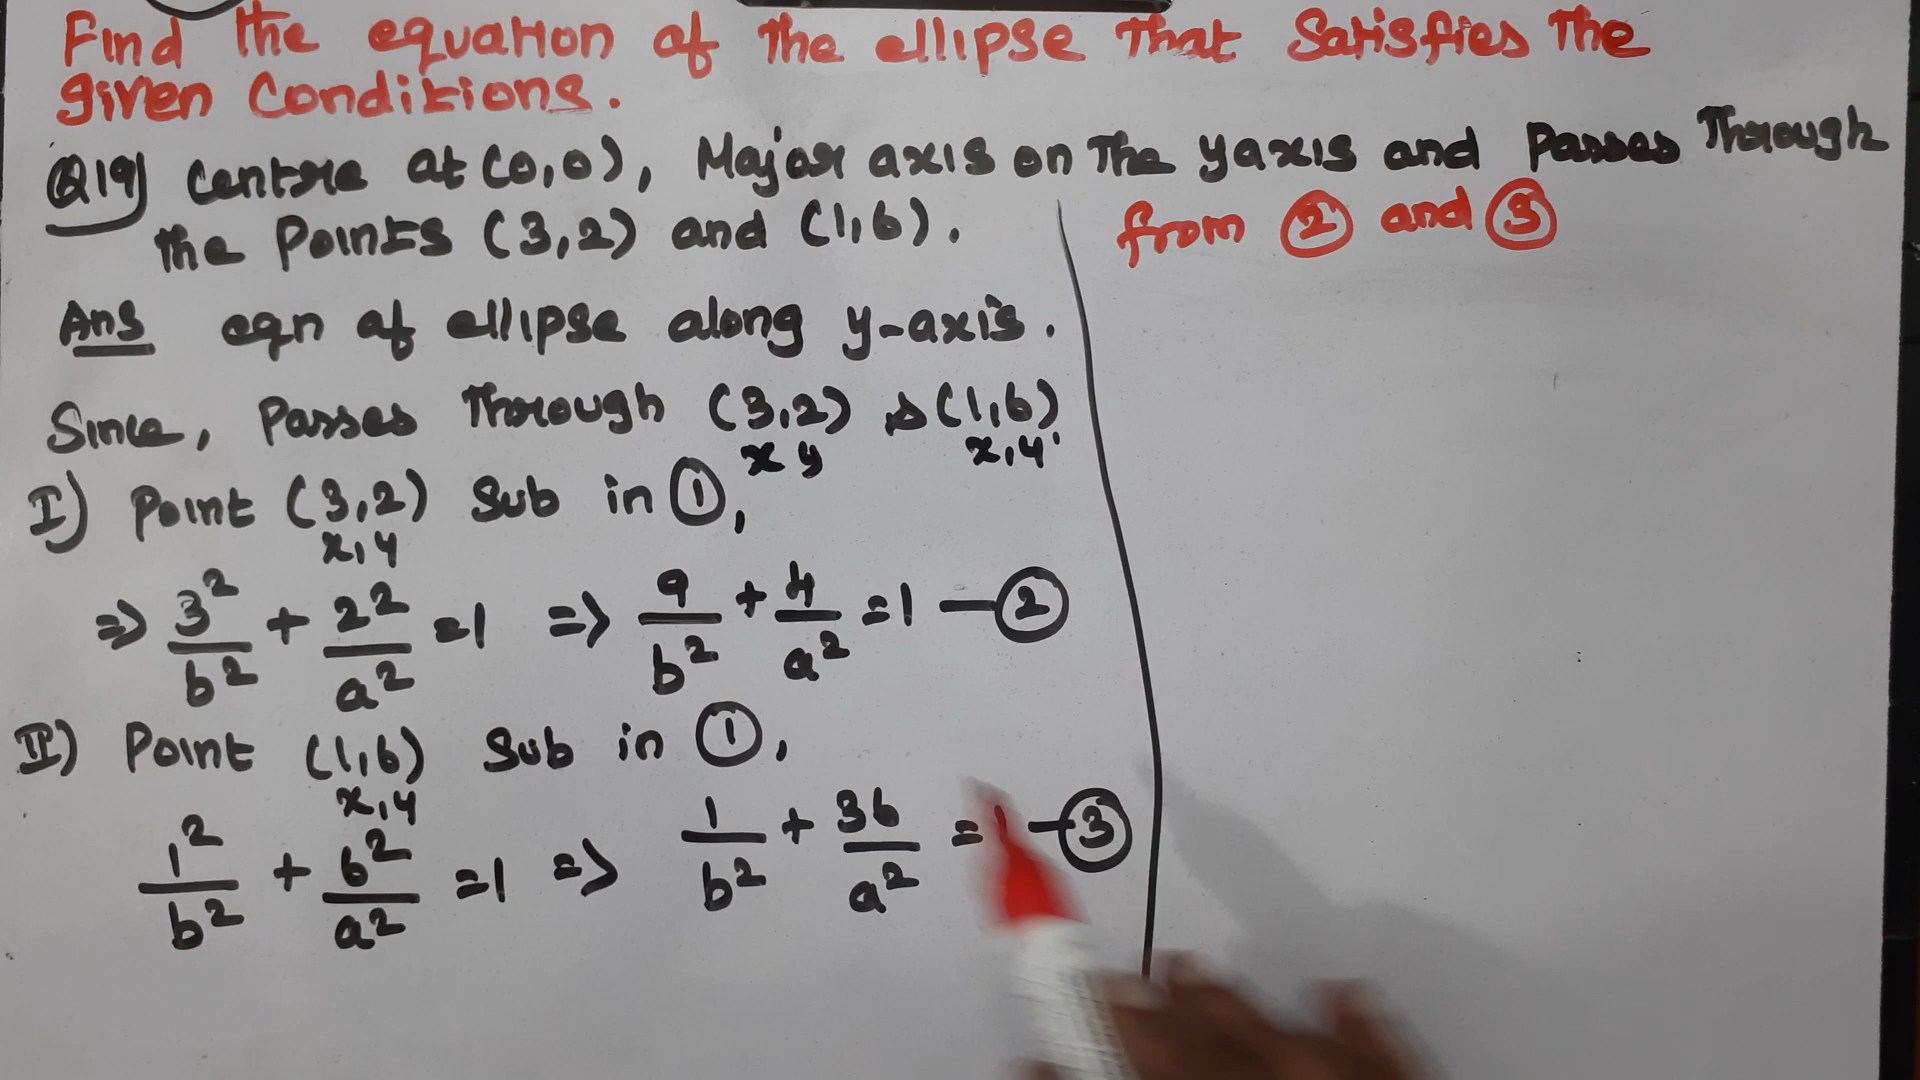 Find the equation of the ellipse that Satisfies the
given Conditions.
Q19) Centre at (0,0), Major axis on the y axis and Passes Through
the Points (3,2) and (1,6).
Ans eqn of ellipse along y-axis.
Since, Passes Through (3,2) & (1,6)
x y x,y
I) Point (3,2) Sub in ①,
x,y
⇒ 3²/b² + 2²/a² = 1 ⇒ 9/b² + 4/a² = 1 — ②
II) Point (1,6) Sub in ①,
x,y
1²/b² + 6²/a² = 1 ⇒ 1/b² + 36/a² = 1 — ③
from ② and ③